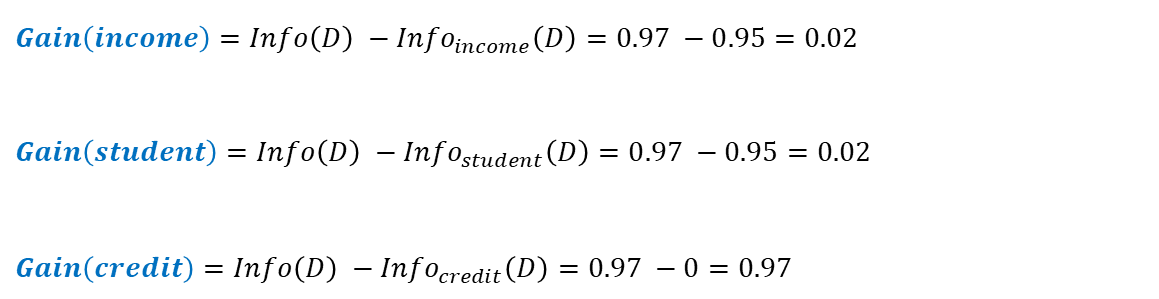 Gain(income) = Info(D) − Info_income(D) = 0.97 − 0.95 = 0.02
Gain(student) = Info(D) − Info_student(D) = 0.97 − 0.95 = 0.02
Gain(credit) = Info(D) − Info_credit(D) = 0.97 − 0 = 0.97